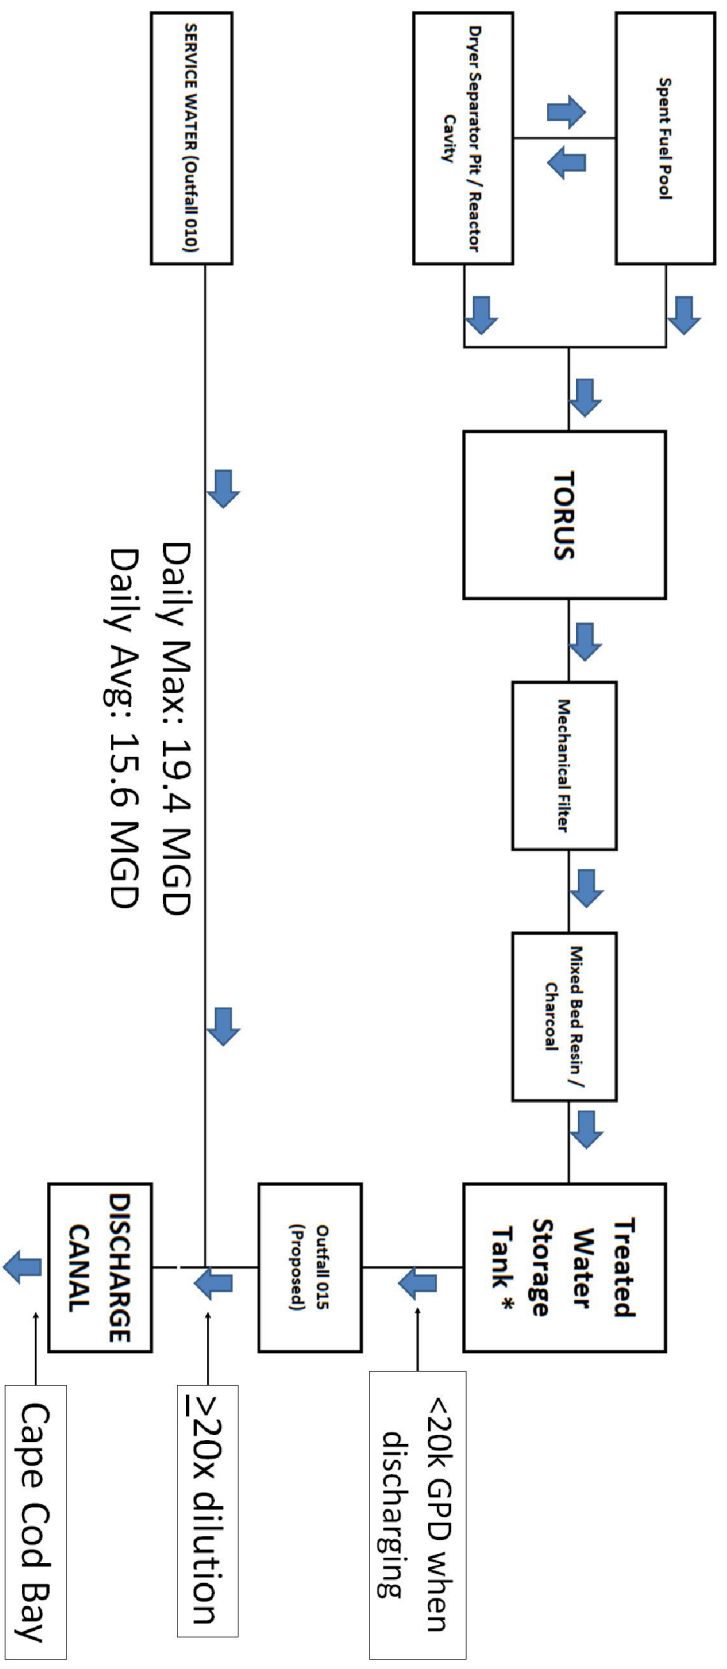 Spent Fuel Pool
Dryer Separator Pit / Reactor
Cavity
TORUS
Mechanical Filter
Mixed Bed Resin /
Charcoal
Treated
Water
Storage
Tank *
<20k GPD when
discharging
Outfall 015
(Proposed)
≥20x dilution
SERVICE WATER (Outfall 010)
Daily Max: 19.4 MGD
Daily Avg: 15.6 MGD
DISCHARGE
CANAL
Cape Cod Bay